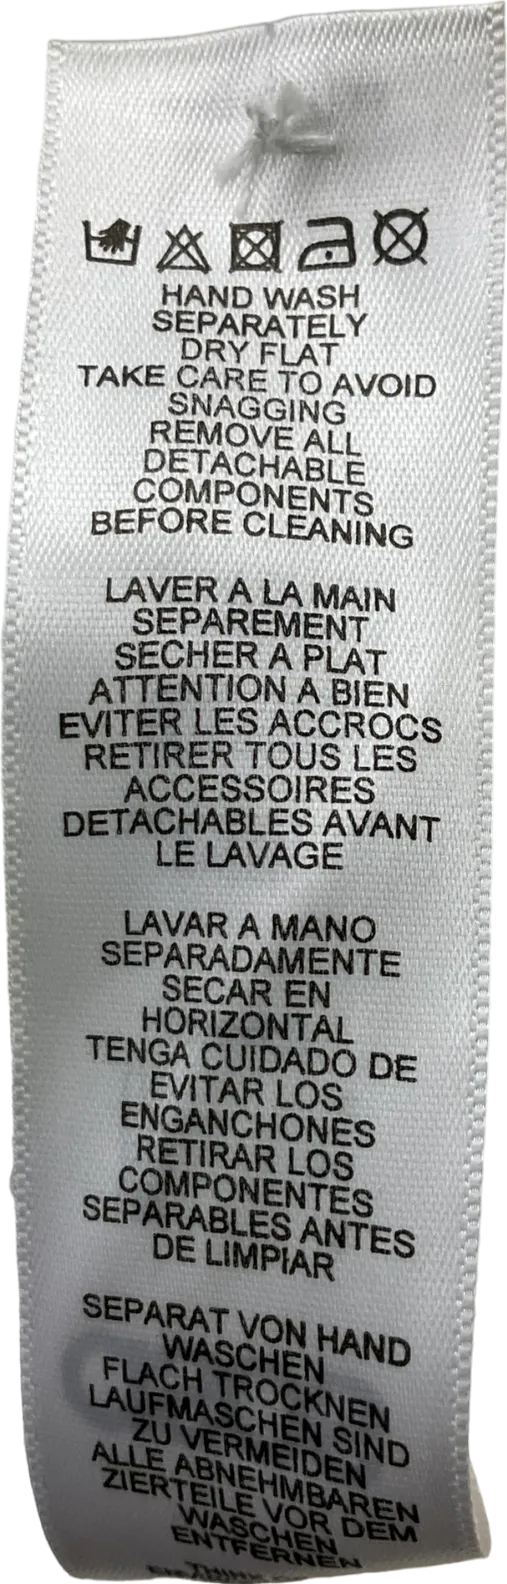 HAND WASH
SEPARATELY
DRY FLAT
TAKE CARE TO AVOID
SNAGGING
REMOVE ALL
DETACHABLE
COMPONENTS
BEFORE CLEANING
LAVER A LA MAIN
SEPAREMENT
SECHER A PLAT
ATTENTION A BIEN
EVITER LES ACCROCS
RETIRER TOUS LES
ACCESSOIRES
DETACHABLES AVANT
LE LAVAGE
LAVAR A MANO
SEPARADAMENTE
SECAR EN
HORIZONTAL
TENGA CUIDADO DE
EVITAR LOS
ENGANCHONES
RETIRAR LOS
COMPONENTES
SEPARABLES ANTES
DE LIMPIAR
SEPARAT VON HAND
WASCHEN
FLACH TROCKNEN
LAUFMASCHEN SIND
ZU VERMEIDEN
ALLE ABNEHMBAREN
ZIERTEILE VOR DEM
WASCHEN
ENTFERNEN
THINK